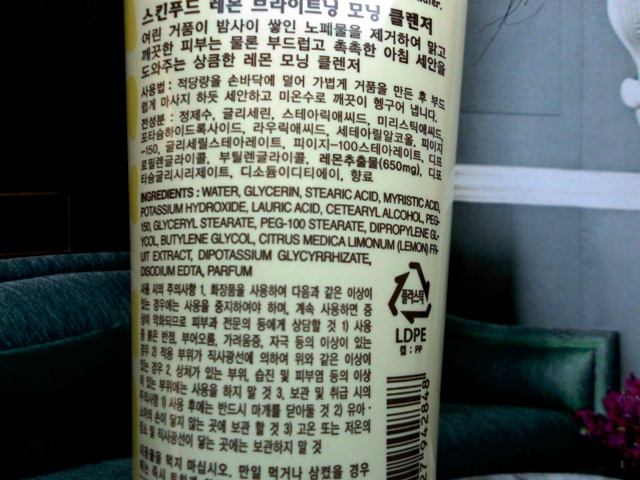 스킨푸드 레몬 브라이트닝 모닝 클렌저
여린 거품이 밤사이 쌓인 노폐물을 제거하여 맑고
깨끗한 피부는 물론 부드럽고 촉촉한 아침 세안을
도와주는 상큼한 레몬 모닝 클렌저
사용법 : 적당량을 손바닥에 덜어 가볍게 거품을 만든 후 부드
럽게 마사지 하듯 세안하고 미온수로 깨끗이 헹구어 냅니다.
전성분 : 정제수, 글리세린, 스테아릭애씨드, 미리스틱애씨드,
포타슘하이드록사이드, 라우릭애씨드, 세테아릴알코올, 피이지
-150, 글리세릴스테아레이트, 피이지-100스테아레이트, 디프
로필렌글라이콜, 부틸렌글라이콜, 레몬추출물(650mg), 디포
타슘글리시리제이트, 디소듐이디티에이, 향료
INGREDIENTS : WATER, GLYCERIN, STEARIC ACID, MYRISTIC ACID,
POTASSIUM HYDROXIDE, LAURIC ACID, CETEARYL ALCOHOL, PEG-
150, GLYCERYL STEARATE, PEG-100 STEARATE, DIPROPYLENE GL-
YCOL, BUTYLENE GLYCOL, CITRUS MEDICA LIMONUM (LEMON) FR-
UIT EXTRACT, DIPOTASSIUM GLYCYRRHIZATE,
DISODIUM EDTA, PARFUM
사용 시의 주의사항 1. 화장품을 사용하여 다음과 같은 이상이
있는 경우에는 사용을 중지하여야 하며, 계속 사용하면 증
상이 악화되므로 피부과 전문의 등에게 상담할 것 1) 사용
중 붉은 반점, 부어오름, 가려움증, 자극 등의 이상이 있는
경우 2) 적용 부위가 직사광선에 의하여 위와 같은 이상이
있는 경우 2. 상처가 있는 부위, 습진 및 피부염 등의 이상
이 있는 부위에는 사용을 하지 말 것 3. 보관 및 취급 시의
주의사항 1) 사용 후에는 반드시 마개를 닫아둘 것 2) 유아·
소아의 손이 닿지 않는 곳에 보관 할 것 3) 고온 또는 저온의
장소 및 직사광선이 닿는 곳에는 보관하지 말 것
내용물을 먹지 마십시오. 만일 먹거나 삼켰을 경우
플라스틱
LDPE
캡 : PP
27 942848